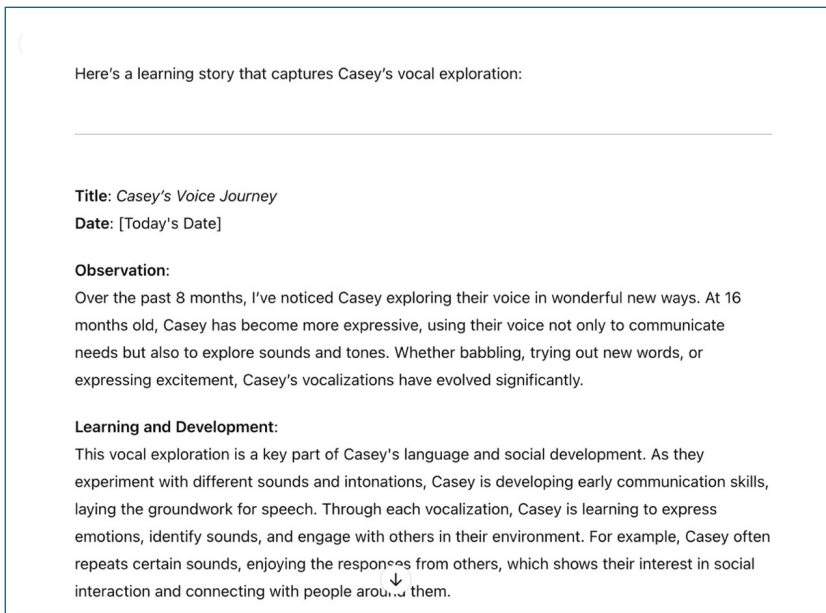 Here's a learning story that captures Casey's vocal exploration:
Title: Casey's Voice Journey
Date: [Today's Date]
Observation:
Over the past 8 months, I've noticed Casey exploring their voice in wonderful new ways. At 16
months old, Casey has become more expressive, using their voice not only to communicate
needs but also to explore sounds and tones. Whether babbling, trying out new words, or
expressing excitement, Casey's vocalizations have evolved significantly.
Learning and Development:
This vocal exploration is a key part of Casey's language and social development. As they
experiment with different sounds and intonations, Casey is developing early communication skills,
laying the groundwork for speech. Through each vocalization, Casey is learning to express
emotions, identify sounds, and engage with others in their environment. For example, Casey often
repeats certain sounds, enjoying the responses from others, which shows their interest in social
interaction and connecting with people around them.